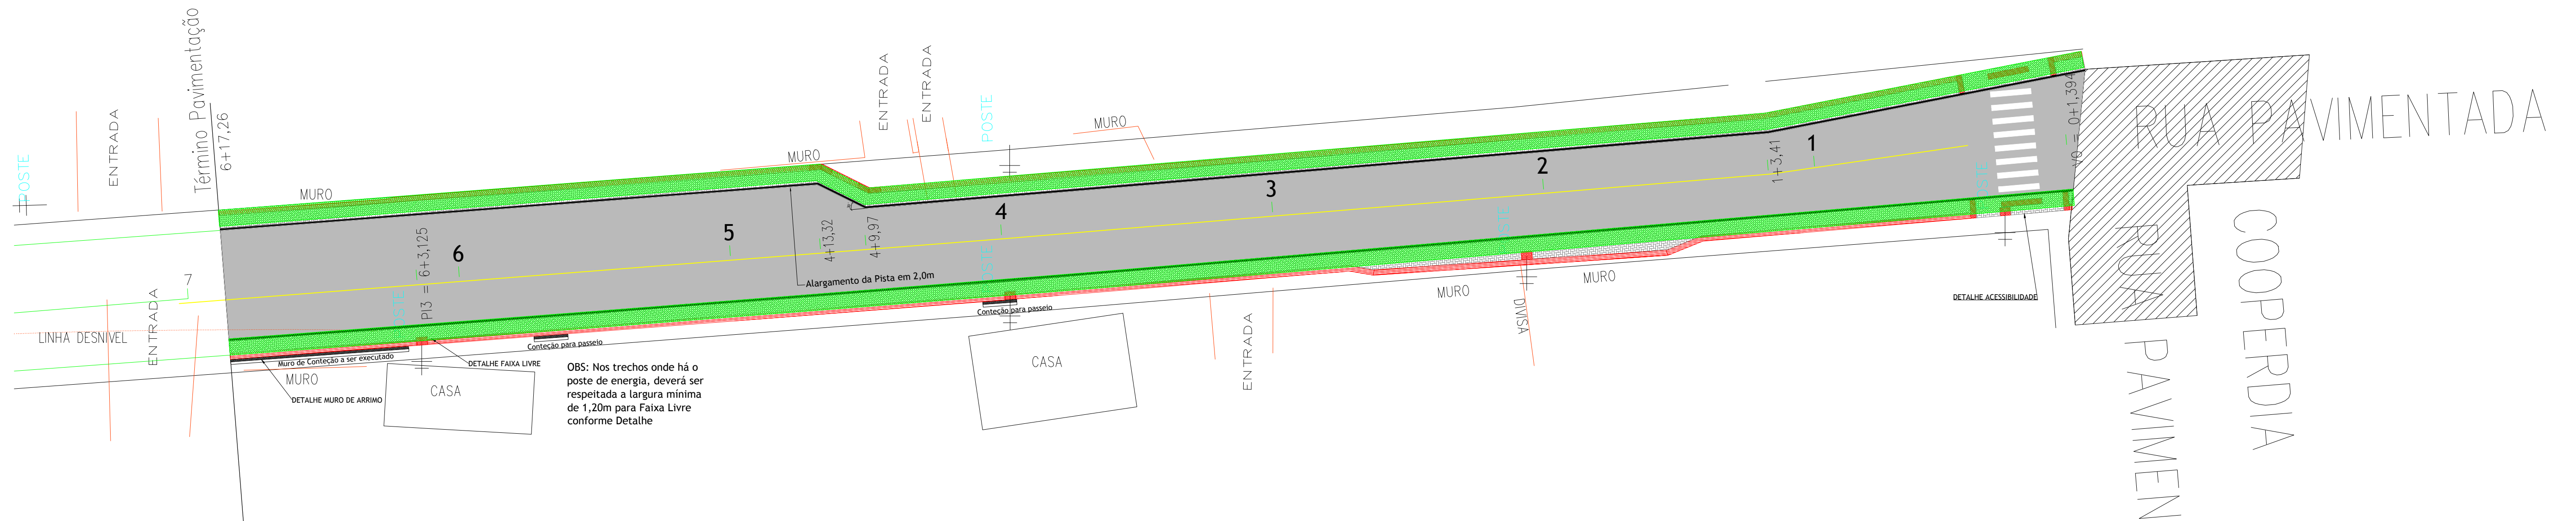 POSTE
ENTRADA
Término Pavimentação
6+17,26
MURO
7
LINHA DESNIVEL
ENTRADA
Muro de Conteção a ser executado
MURO
DETALHE MURO DE ARRIMO
PI3 = 6+3,125
6
DETALHE FAIXA LIVRE
CASA
Conteção para passeio
OBS: Nos trechos onde há o
poste de energia, deverá ser
respeitada a largura mínima
de 1,20m para Faixa Livre
conforme Detalhe
5
MURO
4+13,32
4+9,97
Alargamento da Pista em 2,0m
ENTRADA
ENTRADA
POSTE
4
Conteção para passeio
CASA
MURO
3
ENTRADA
MURO
2
POSTE
DIVISA
MURO
1+3,41
1
DETALHE ACESSIBILIDADE
RUA PAVIMENTADA
RUA PAVIMEN
COOPERDIA